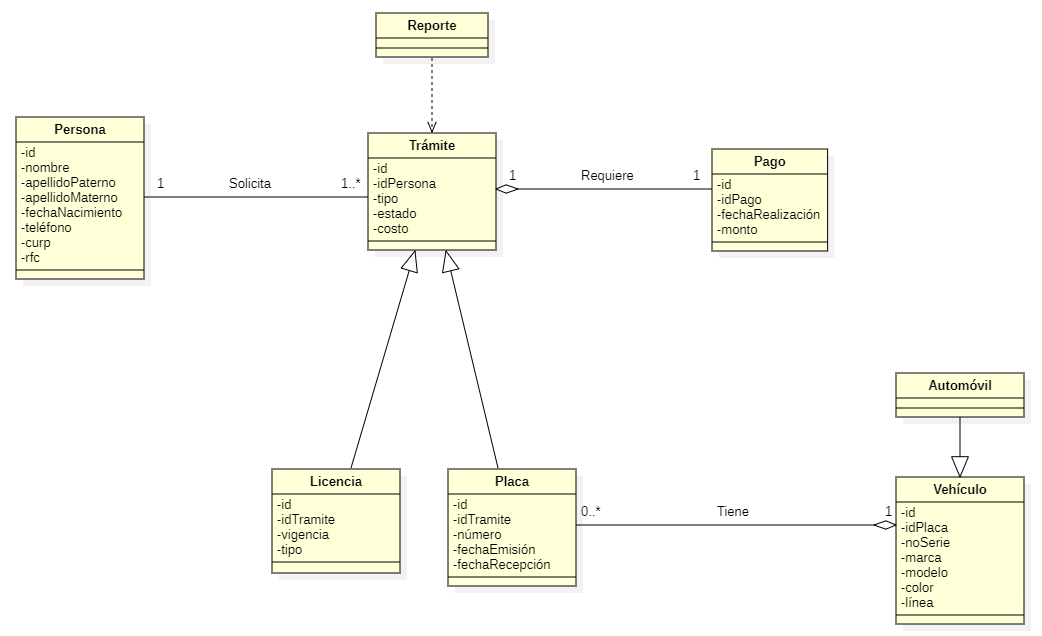 Reporte
Persona
-id
-nombre
-apellidoPaterno
-apellidoMaterno
-fechaNacimiento
-teléfono
-curp
-rfc
1
Solicita
1..*
Trámite
-id
-idPersona
-tipo
-estado
-costo
1
Requiere
1
Pago
-id
-idPago
-fechaRealización
-monto
Licencia
-id
-idTramite
-vigencia
-tipo
Placa
-id
-idTramite
-número
-fechaEmisión
-fechaRecepción
0..*
Tiene
1
Automóvil
Vehículo
-id
-idPlaca
-noSerie
-marca
-modelo
-color
-línea